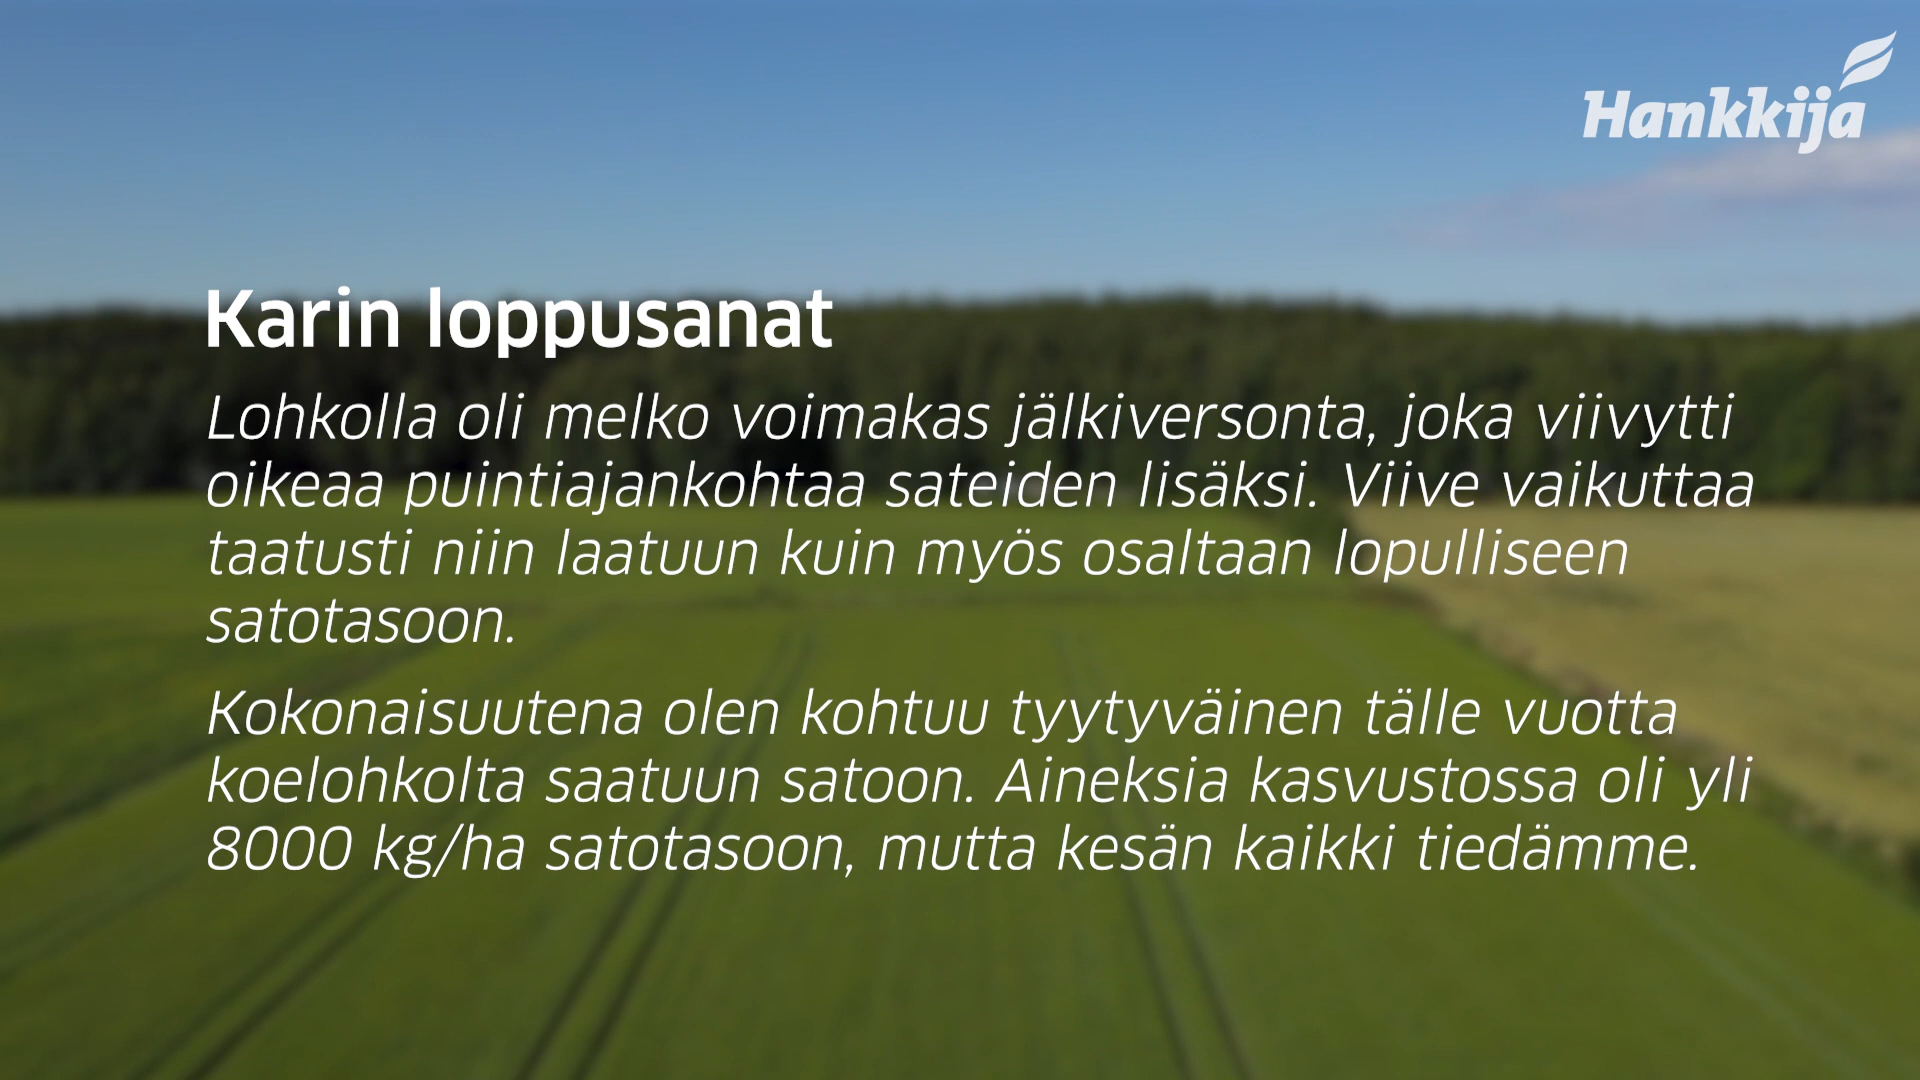 Hankkija
Karin loppusanat
Lohkolla oli melko voimakas jälkiversonta, joka viivytti
oikeaa puintiajankohtaa sateiden lisäksi. Viive vaikuttaa
taatusti niin laatuun kuin myös osaltaan lopulliseen
satotasoon.
Kokonaisuutena olen kohtuu tyytyväinen tälle vuotta
koelohkolta saatuun satoon. Aineksia kasvustossa oli yli
8000 kg/ha satotasoon, mutta kesän kaikki tiedämme.